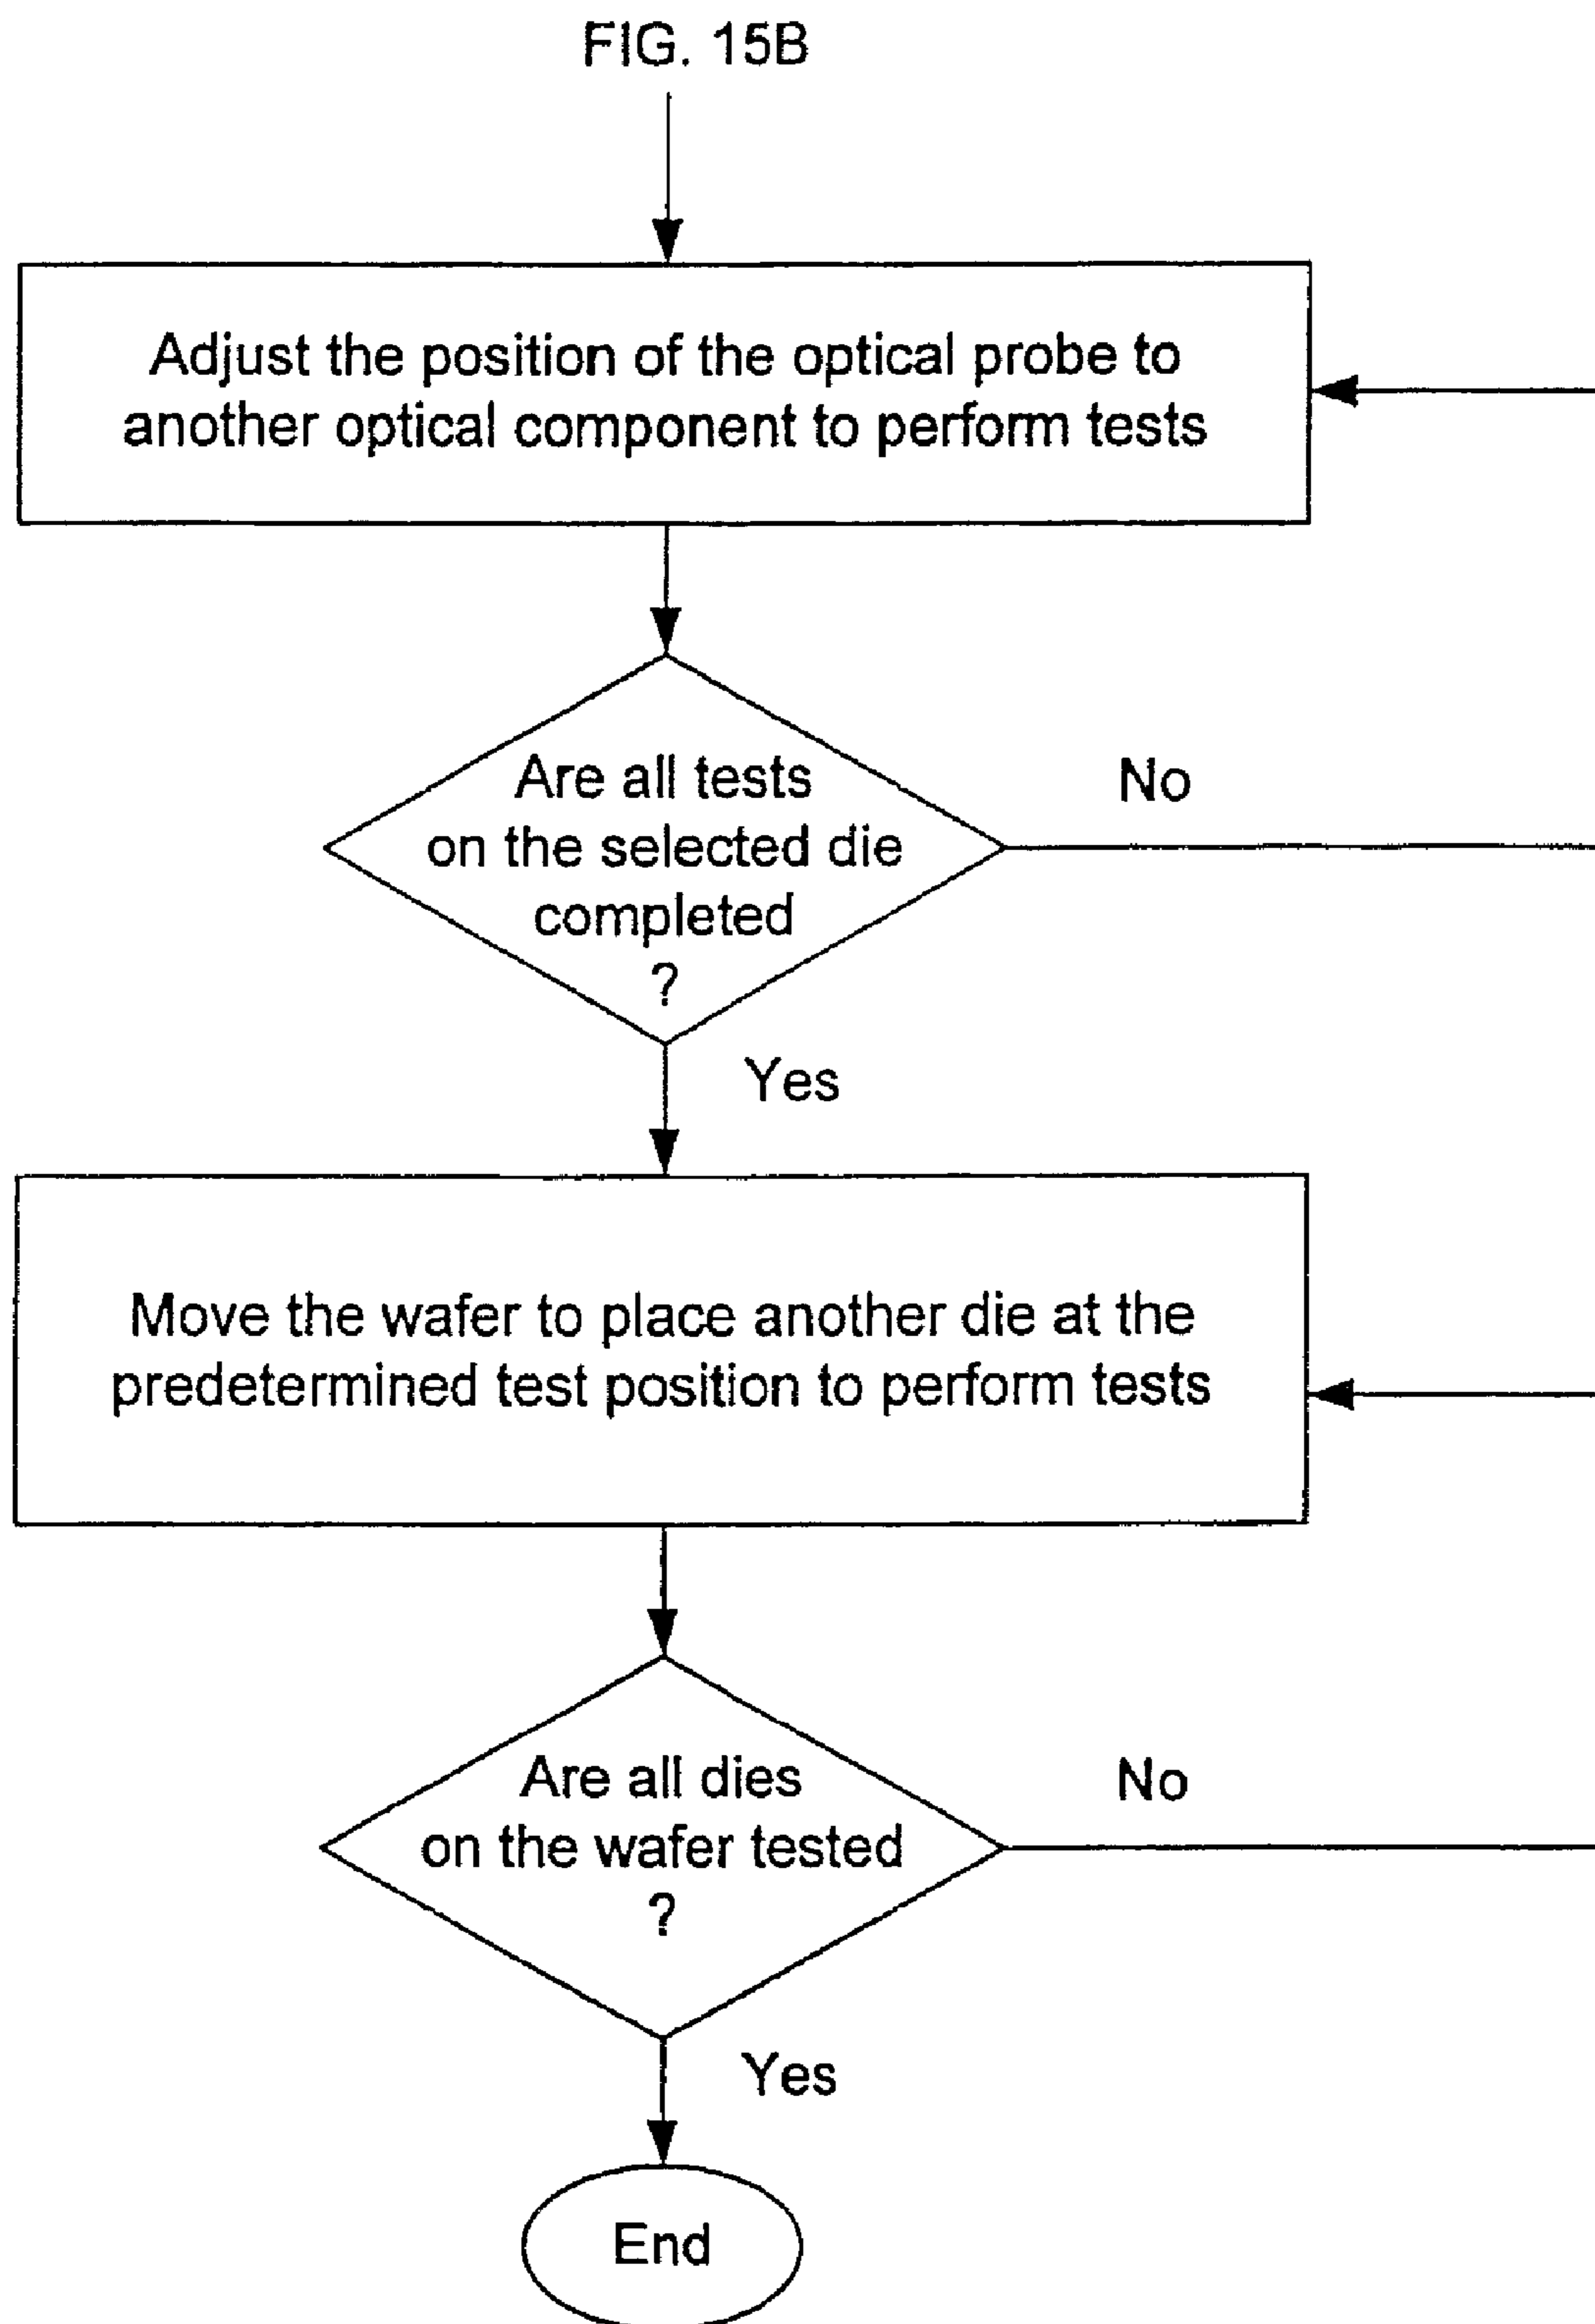 FIG. 15B
Adjust the position of the optical probe to
another optical component to perform tests
Are all tests
on the selected die
completed
?
No
Yes
Move the wafer to place another die at the
predetermined test position to perform tests
Are all dies
on the wafer tested
?
No
Yes
End